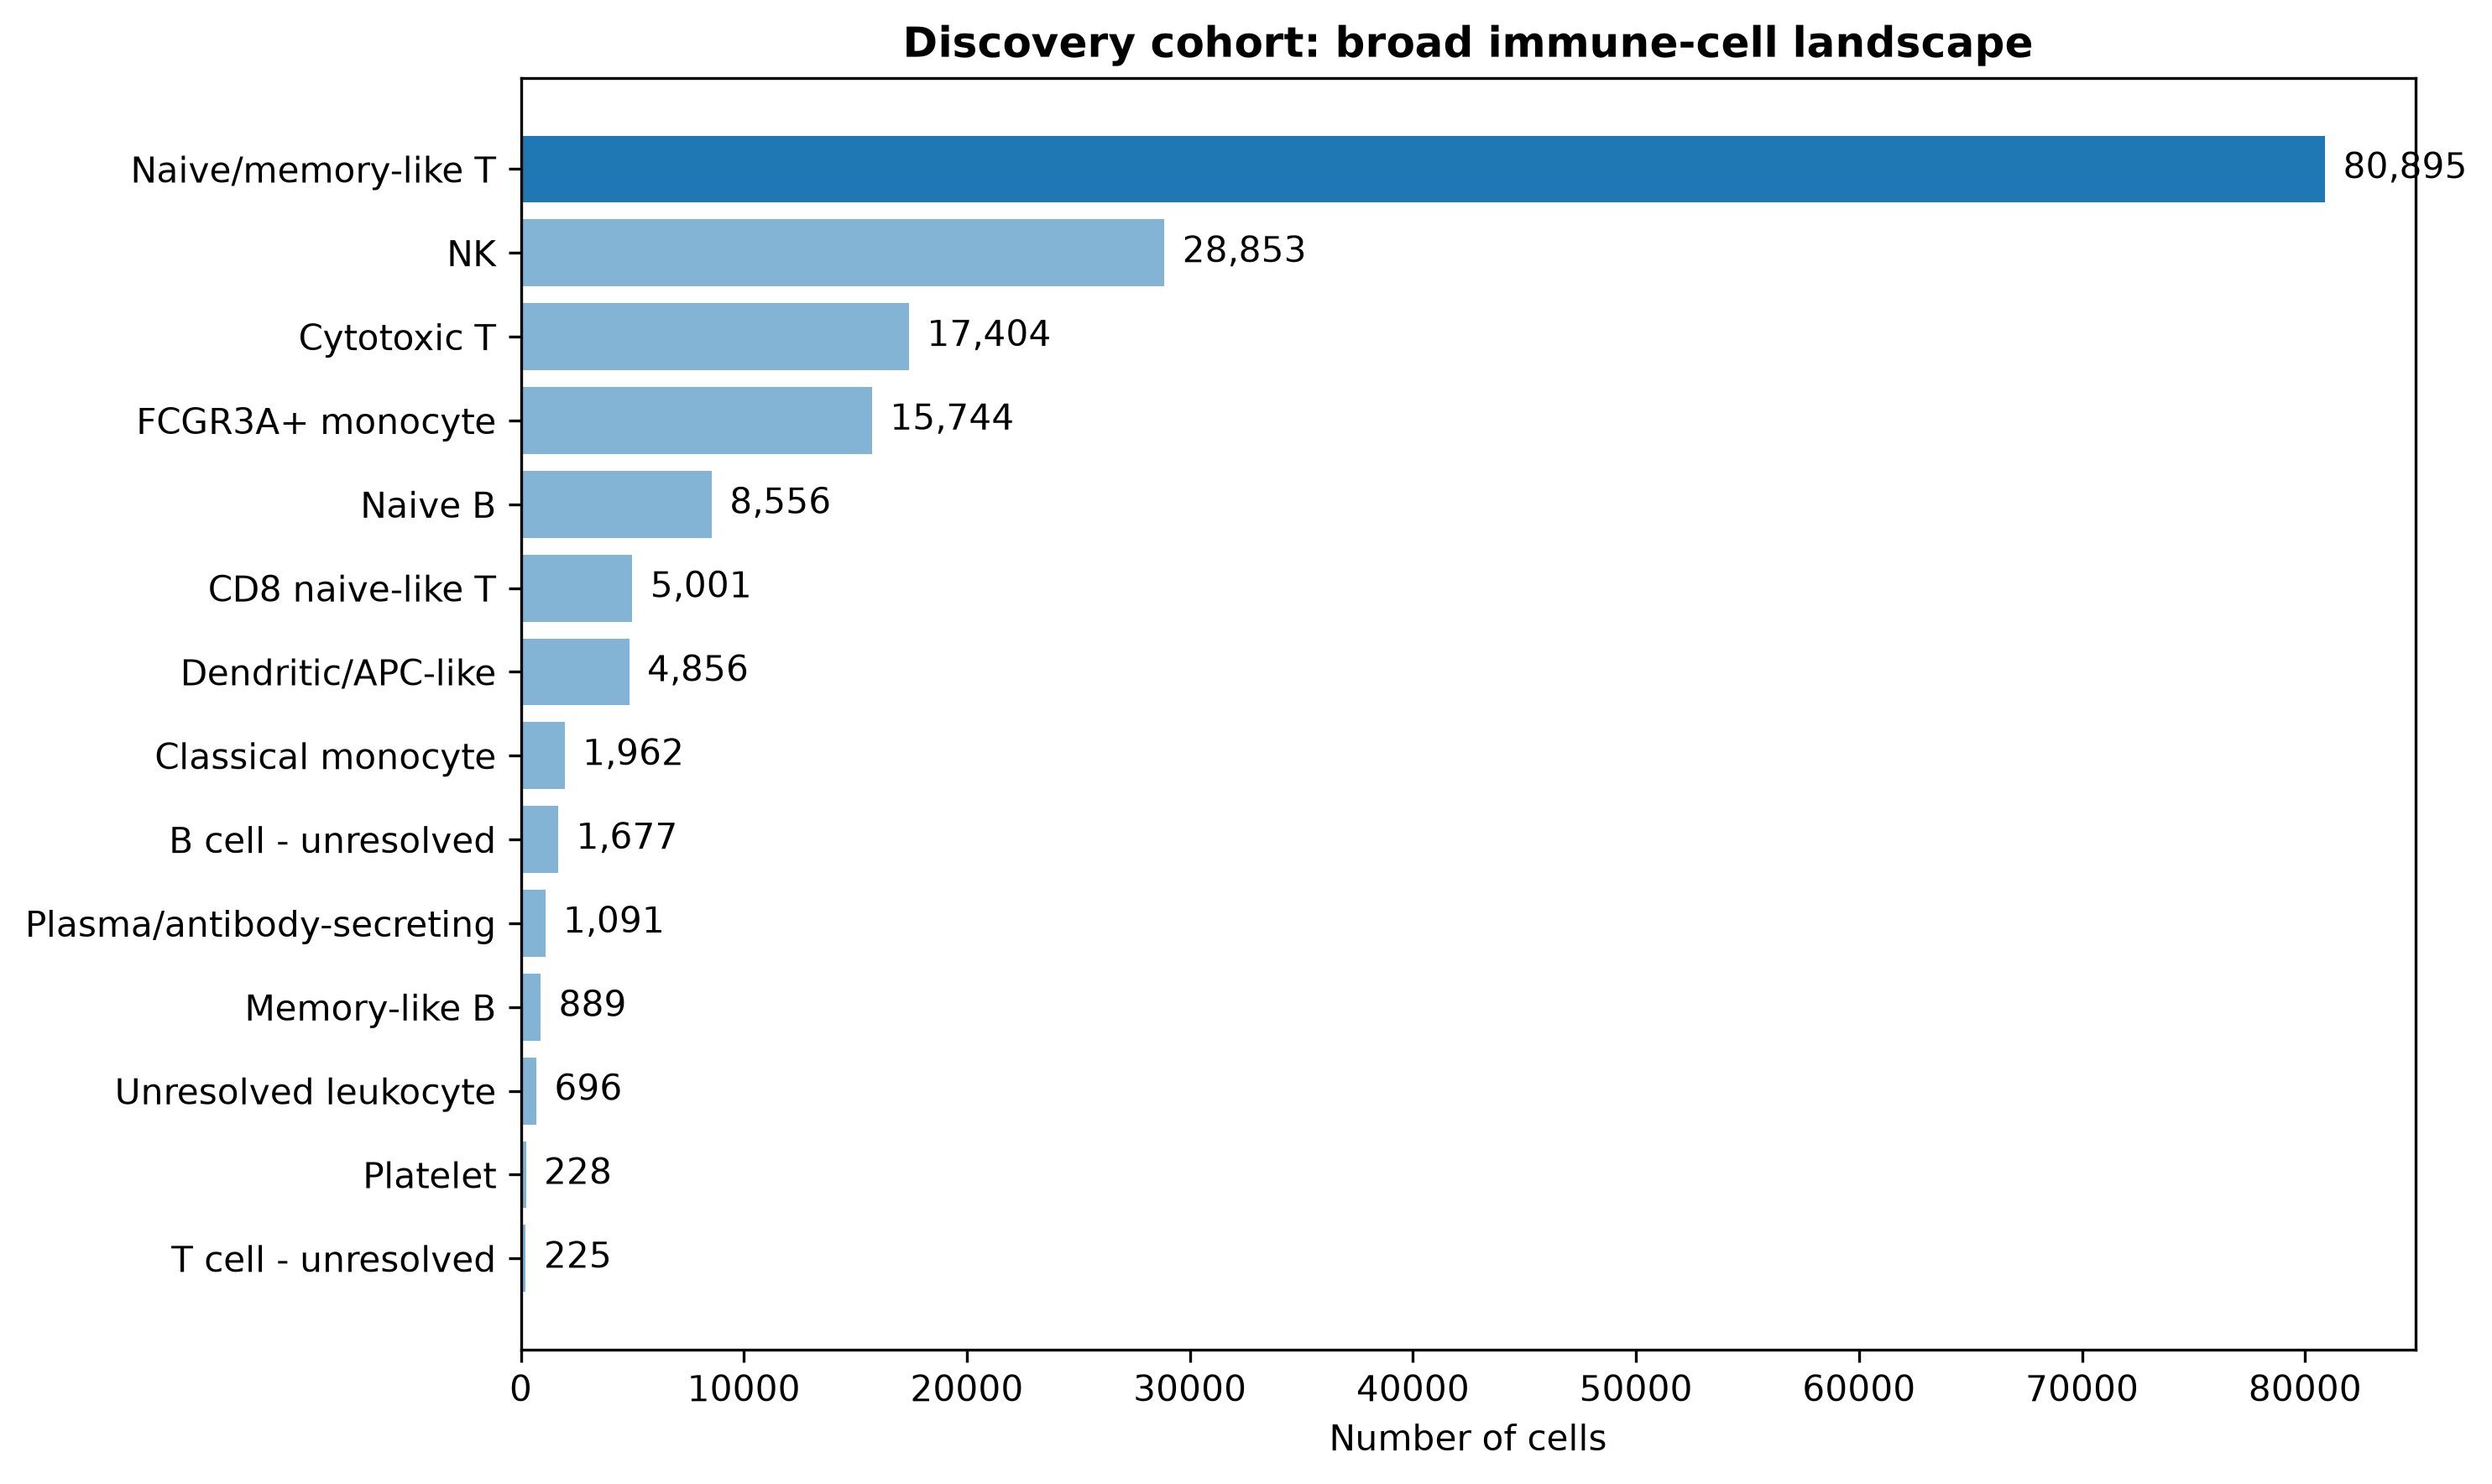 Discovery cohort: broad immune-cell landscape
Naive/memory-like T 80,895
NK 28,853
Cytotoxic T 17,404
FCGR3A+ monocyte 15,744
Naive B 8,556
CD8 naive-like T 5,001
Dendritic/APC-like 4,856
Classical monocyte 1,962
B cell - unresolved 1,677
Plasma/antibody-secreting 1,091
Memory-like B 889
Unresolved leukocyte 696
Platelet 228
T cell - unresolved 225
0 10000 20000 30000 40000 50000 60000 70000 80000
Number of cells